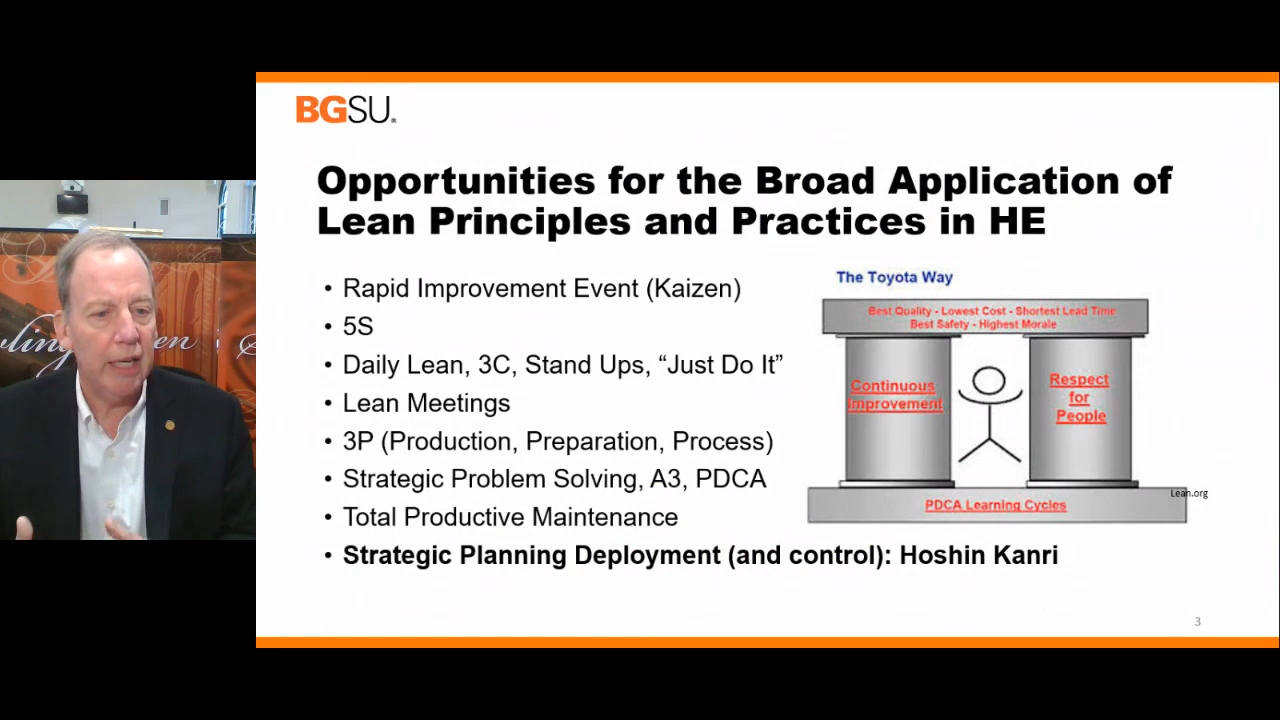 BGSU®
Opportunities for the Broad Application of
Lean Principles and Practices in HE
• Rapid Improvement Event (Kaizen)
• 5S
• Daily Lean, 3C, Stand Ups, “Just Do It”
• Lean Meetings
• 3P (Production, Preparation, Process)
• Strategic Problem Solving, A3, PDCA
• Total Productive Maintenance
• Strategic Planning Deployment (and control): Hoshin Kanri
The Toyota Way
Best Quality - Lowest Cost - Shortest Lead Time
Best Safety - Highest Morale
Continuous
Improvement
Respect
for
People
PDCA Learning Cycles
Lean.org
3